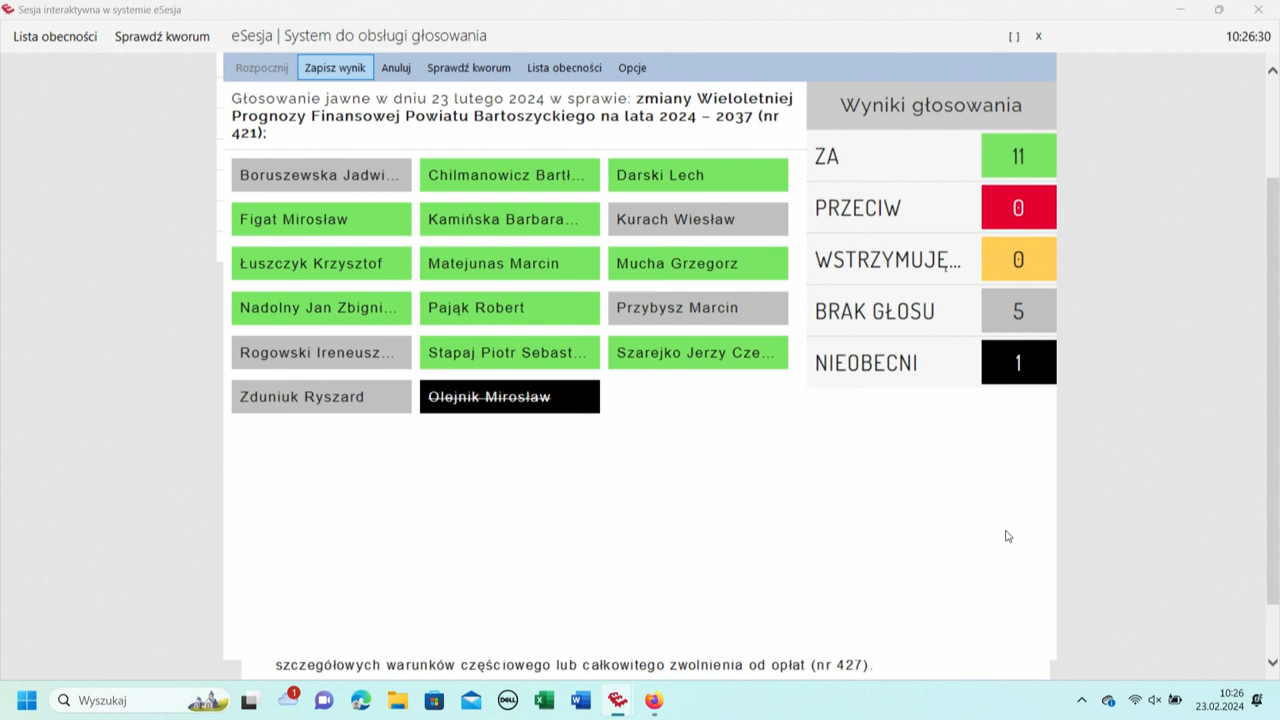 Sesja interaktywna w systemie eSesja
Lista obecności Sprawdź kworum eSesja | System do obsługi głosowania [ ] x 10:26:30
Rozpocznij Zapisz wynik Anuluj Sprawdź kworum Lista obecności Opcje
Głosowanie jawne w dniu 23 lutego 2024 w sprawie: zmiany Wieloletniej
Prognozy Finansowej Powiatu Bartoszyckiego na lata 2024 – 2037 (nr
421);
Wyniki głosowania
ZA 11
PRZECIW 0
WSTRZYMUJĘ... 0
BRAK GŁOSU 5
NIEOBECNI 1
Boruszewska Jadwi... Chilmanowicz Bartł... Darski Lech
Figat Mirosław Kamińska Barbara... Kurach Wiesław
Łuszczyk Krzysztof Matejunas Marcin Mucha Grzegorz
Nadolny Jan Zbigni... Pająk Robert Przybysz Marcin
Rogowski Ireneusz... Stapaj Piotr Sebast... Szarejko Jerzy Cze...
Zduniuk Ryszard Olejnik Mirosław
szczegółowych warunków częściowego lub całkowitego zwolnienia od opłat (nr 427).
Wyszukaj 1 DELL 10:26
23.02.2024